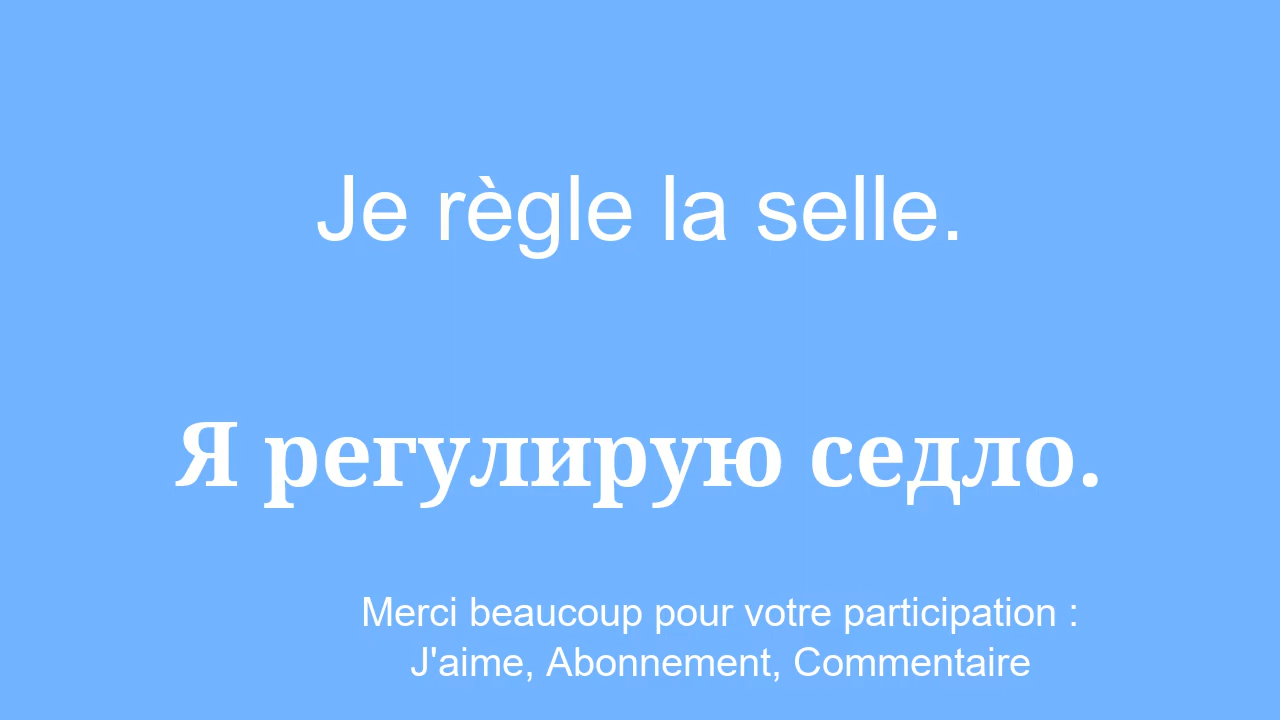 Je règle la selle.
Я регулирую седло.
Merci beaucoup pour votre participation :
J'aime, Abonnement, Commentaire